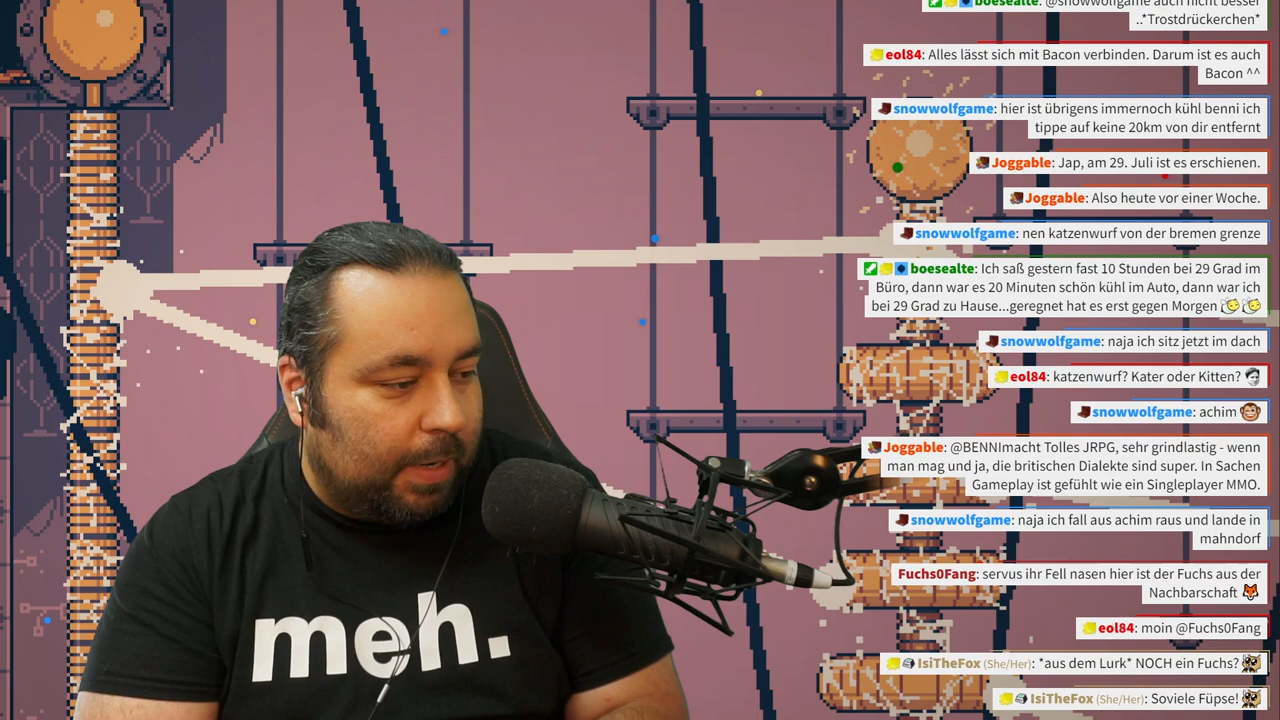 boesealte: @snowwolfgame auch nicht besser
..*Trostdrückerchen*
eol84: Alles lässt sich mit Bacon verbinden. Darum ist es auch
Bacon ^^
snowwolfgame: hier ist übrigens immernoch kühl benni ich
tippe auf keine 20km von dir entfernt
Joggable: Jap, am 29. Juli ist es erschienen.
Joggable: Also heute vor einer Woche.
snowwolfgame: nen katzenwurf von der bremen grenze
boesealte: Ich saß gestern fast 10 Stunden bei 29 Grad im
Büro, dann war es 20 Minuten schön kühl im Auto, dann war ich
bei 29 Grad zu Hause...geregnet hat es erst gegen Morgen
snowwolfgame: naja ich sitz jetzt im dach
eol84: katzenwurf? Kater oder Kitten?
snowwolfgame: achim
Joggable: @BENNImacht Tolles JRPG, sehr grindlastig - wenn
man mag und ja, die britischen Dialekte sind super. In Sachen
Gameplay ist gefühlt wie ein Singleplayer MMO.
snowwolfgame: naja ich fall aus achim raus und lande in
mahndorf
Fuchs0Fang: servus ihr Fell nasen hier ist der Fuchs aus der
Nachbarschaft
eol84: moin @Fuchs0Fang
IsiTheFox (She/Her): *aus dem Lurk* NOCH ein Fuchs?
IsiTheFox (She/Her): Soviele Füpse!
meh.